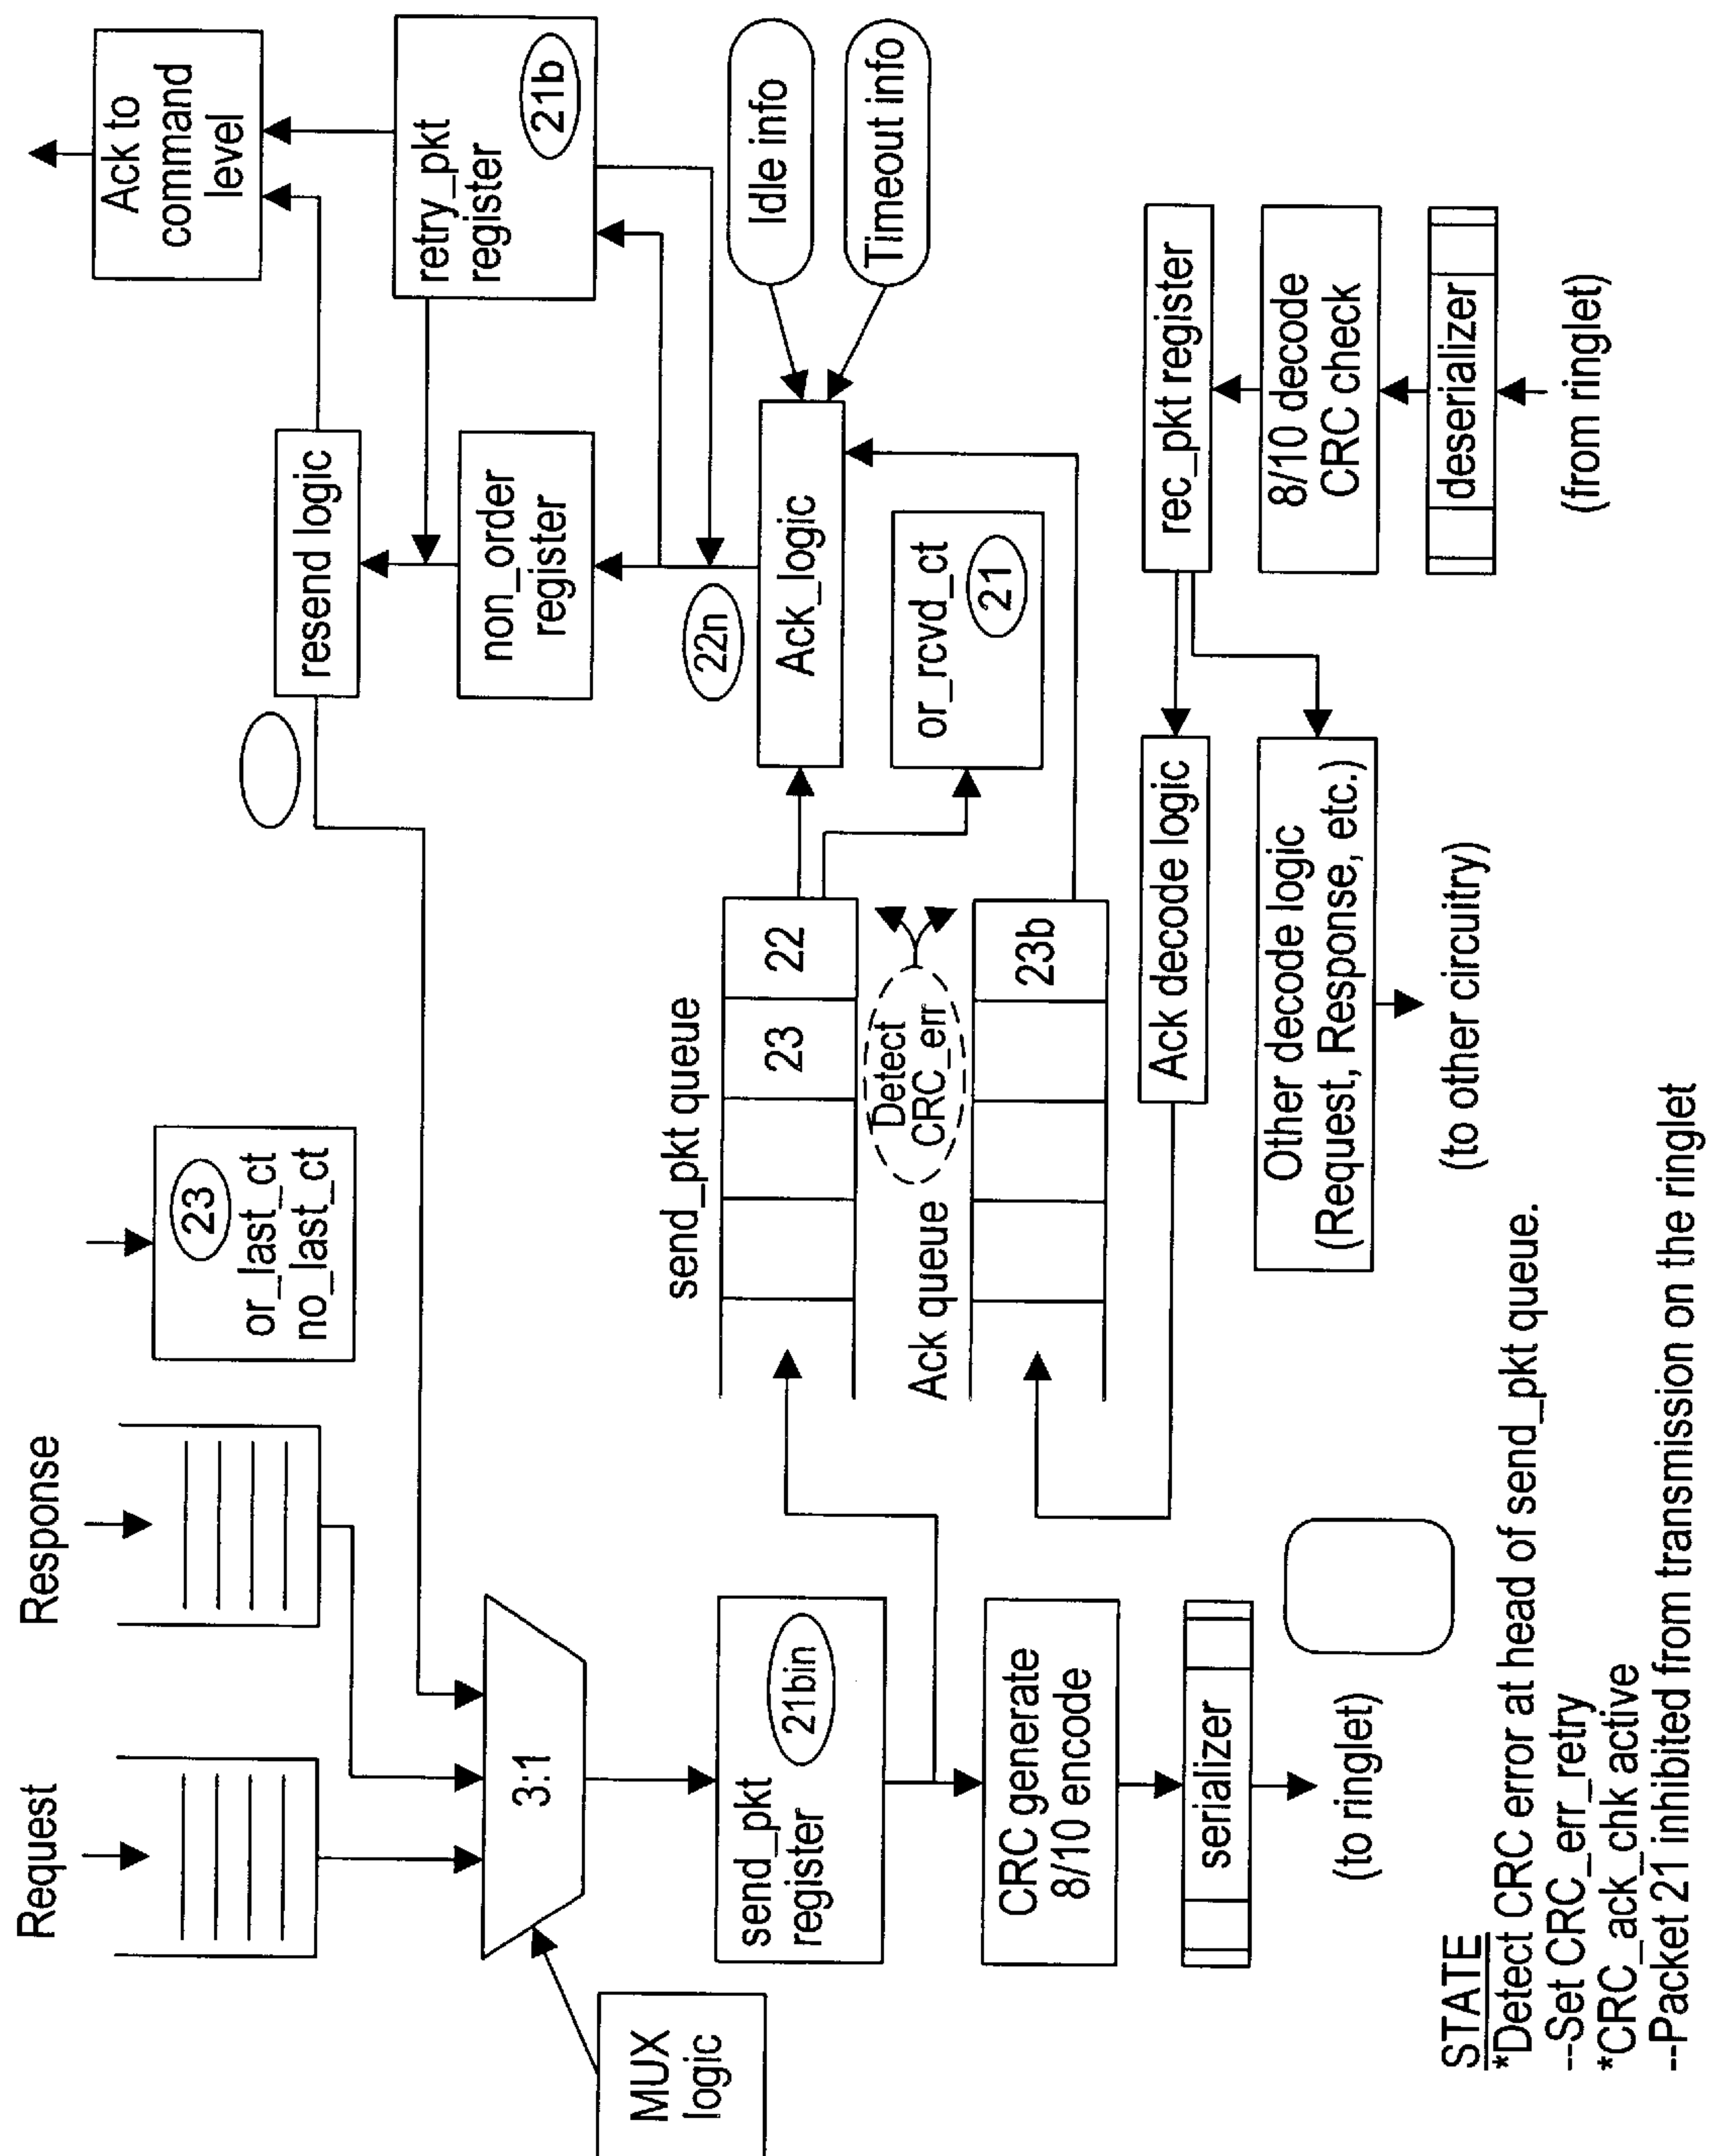 Request
Response
23
or_last_ct
no_last_ct
Ack to
command
level
MUX
logic
3:1
resend logic
retry_pkt
register
21b
non_order
register
22n
send_pkt
register
21bin
send_pkt queue
23
22
Ack_logic
Idle info
Timeout info
Detect
CRC_err
or_rcvd_ct
21
Ack queue
23b
CRC generate
8/10 encode
serializer
(to ringlet)
Ack decode logic
Other decode logic
(Request, Response, etc.)
(to other circuitry)
rec_pkt register
8/10 decode
CRC check
deserializer
(from ringlet)
STATE
*Detect CRC error at head of send_pkt queue.
--Set CRC_err_retry
*CRC_ack_chk active
--Packet 21 inhibited from transmission on the ringlet